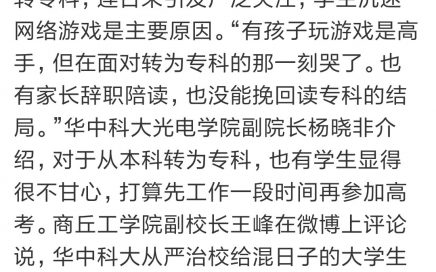 转专科，连日来引发广泛关注，学生沉迷
网络游戏是主要原因。“有孩子玩游戏是高
手，但在面对转为专科的那一刻哭了。也
有家长辞职陪读，也没能挽回读专科的结
局。”华中科大光电学院副院长杨晓非介
绍，对于从本科转为专科，也有学生显得
很不甘心，打算先工作一段时间再参加高
考。商丘工学院副校长王峰在微博上评论
说，华中科大从严治校给混日子的大学生